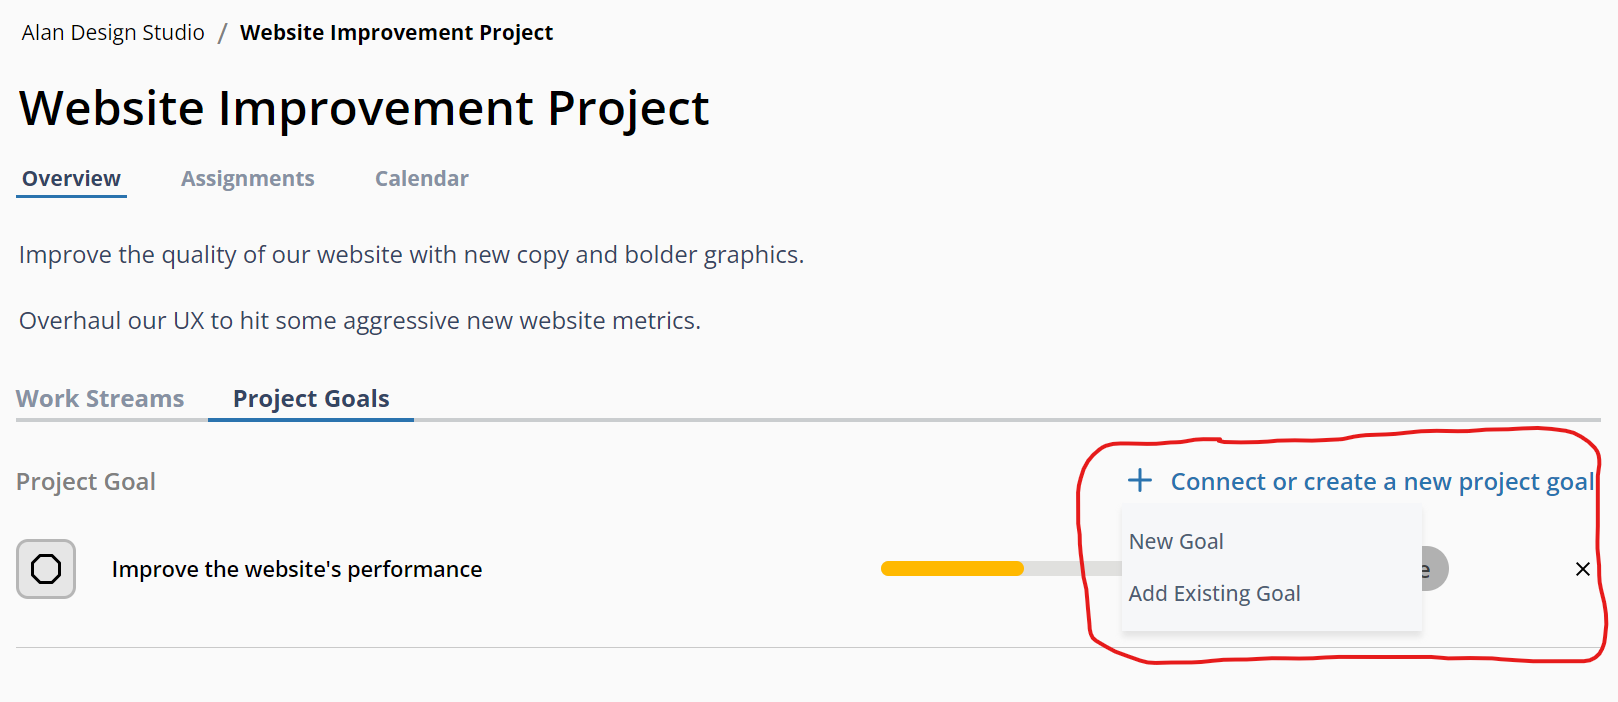 Alan Design Studio / Website Improvement Project
Website Improvement Project
Overview Assignments Calendar
Improve the quality of our website with new copy and bolder graphics.
Overhaul our UX to hit some aggressive new website metrics.
Work Streams Project Goals
Project Goal + Connect or create a new project goal
New Goal
Improve the website's performance
Add Existing Goal